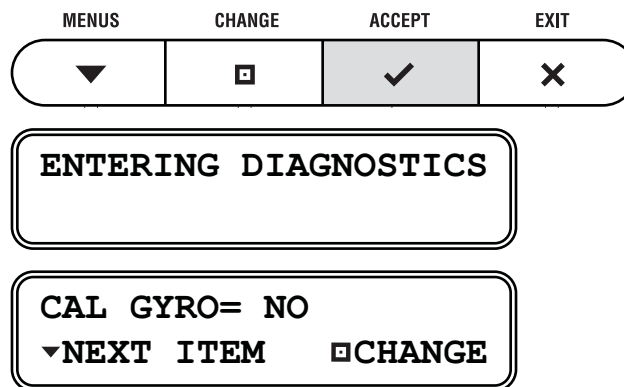 MENUS CHANGE ACCEPT EXIT
ENTERING DIAGNOSTICS
CAL GYRO= NO
▼NEXT ITEM ◘CHANGE